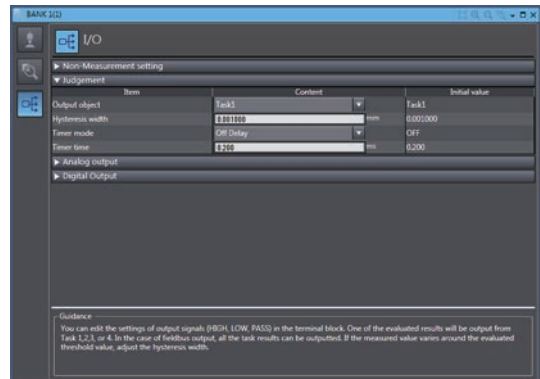 BANK 1(1)
I/O
Non-Measurement setting
Judgement
Item Content Initial value
Output object Task1 Task1
Hysteresis width 0.001000 mm 0.001000
Timer mode Off Delay OFF
Timer time 0.200 ms 0.200
Analog output
Digital Output
Guidance
You can edit the settings of output signals (HIGH, LOW, PASS) in the terminal block. One of the evaluated results will be output from
Task 1,2,3, or 4. In the case of fieldbus output, all the task results can be outputted. If the measured value varies around the evaluated
threshold value, adjust the hysteresis width.